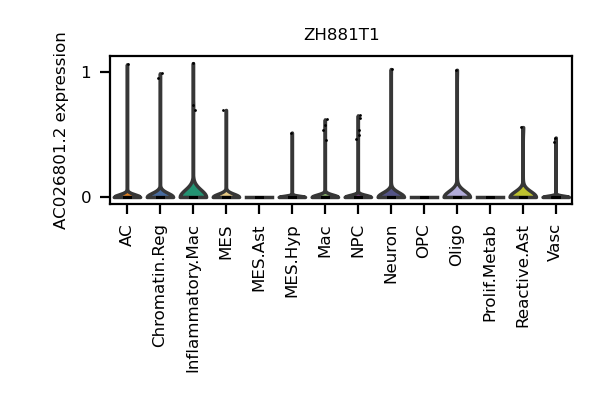 ZH881T1
AC026801.2 expression
1
0
AC
Chromatin.Reg
Inflammatory.Mac
MES
MES.Ast
MES.Hyp
Mac
NPC
Neuron
OPC
Oligo
Prolif.Metab
Reactive.Ast
Vasc